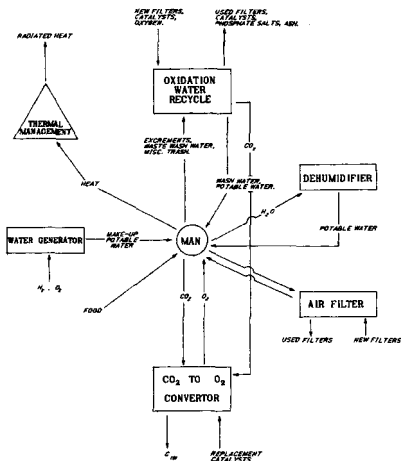 NEW FILTERS,
CATALYSTS,
OXYGEN.
USED FILTERS,
CATALYSTS,
PHOSPHATE SALTS, ASH.
RADIATED HEAT
OXIDATION
WATER
RECYCLE
THERMAL
MANAGEMENT
EXCREMENTS,
WASTE WASH WATER,
MISC. TRASH.
CO2
WASH WATER,
POTABLE WATER.
DEHUMIDIFIER
HEAT
H2O
POTABLE WATER
WATER GENERATOR
MAKE-UP
POTABLE
WATER
MAN
H2, O2
FOOD
CO2
O2
AIR FILTER
USED FILTERS
NEW FILTERS
CO2 TO O2
CONVERTOR
REPLACEMENT
CATALYSTS